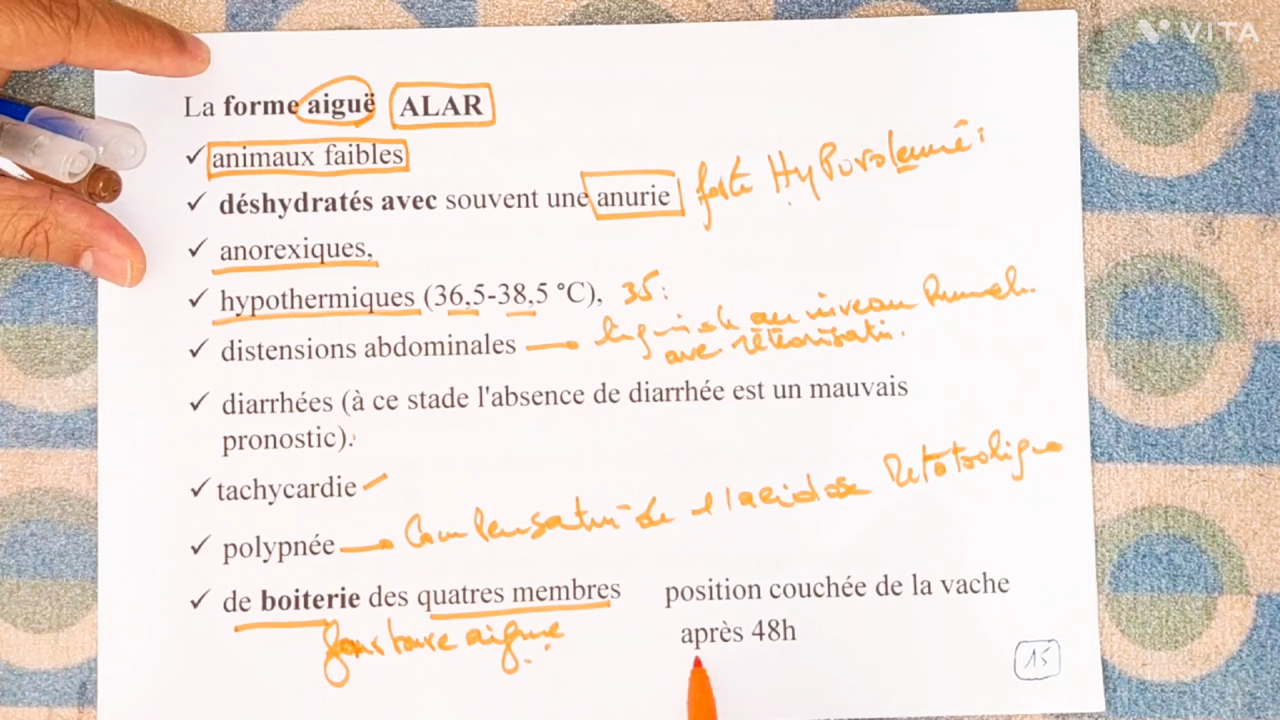 VITA
La forme aiguë ALAR
✓ animaux faibles
✓ déshydratés avec souvent une anurie forte
✓ anorexiques,
✓ hypothermiques (36,5-38,5 °C), 35:
✓ distensions abdominales au niveau
✓ diarrhées (à ce stade l'absence de diarrhée est un mauvais
pronostic).
✓ tachycardie
✓ polypnée de l'acidose
✓ de boiterie des quatres membres position couchée de la vache
après 48h
15